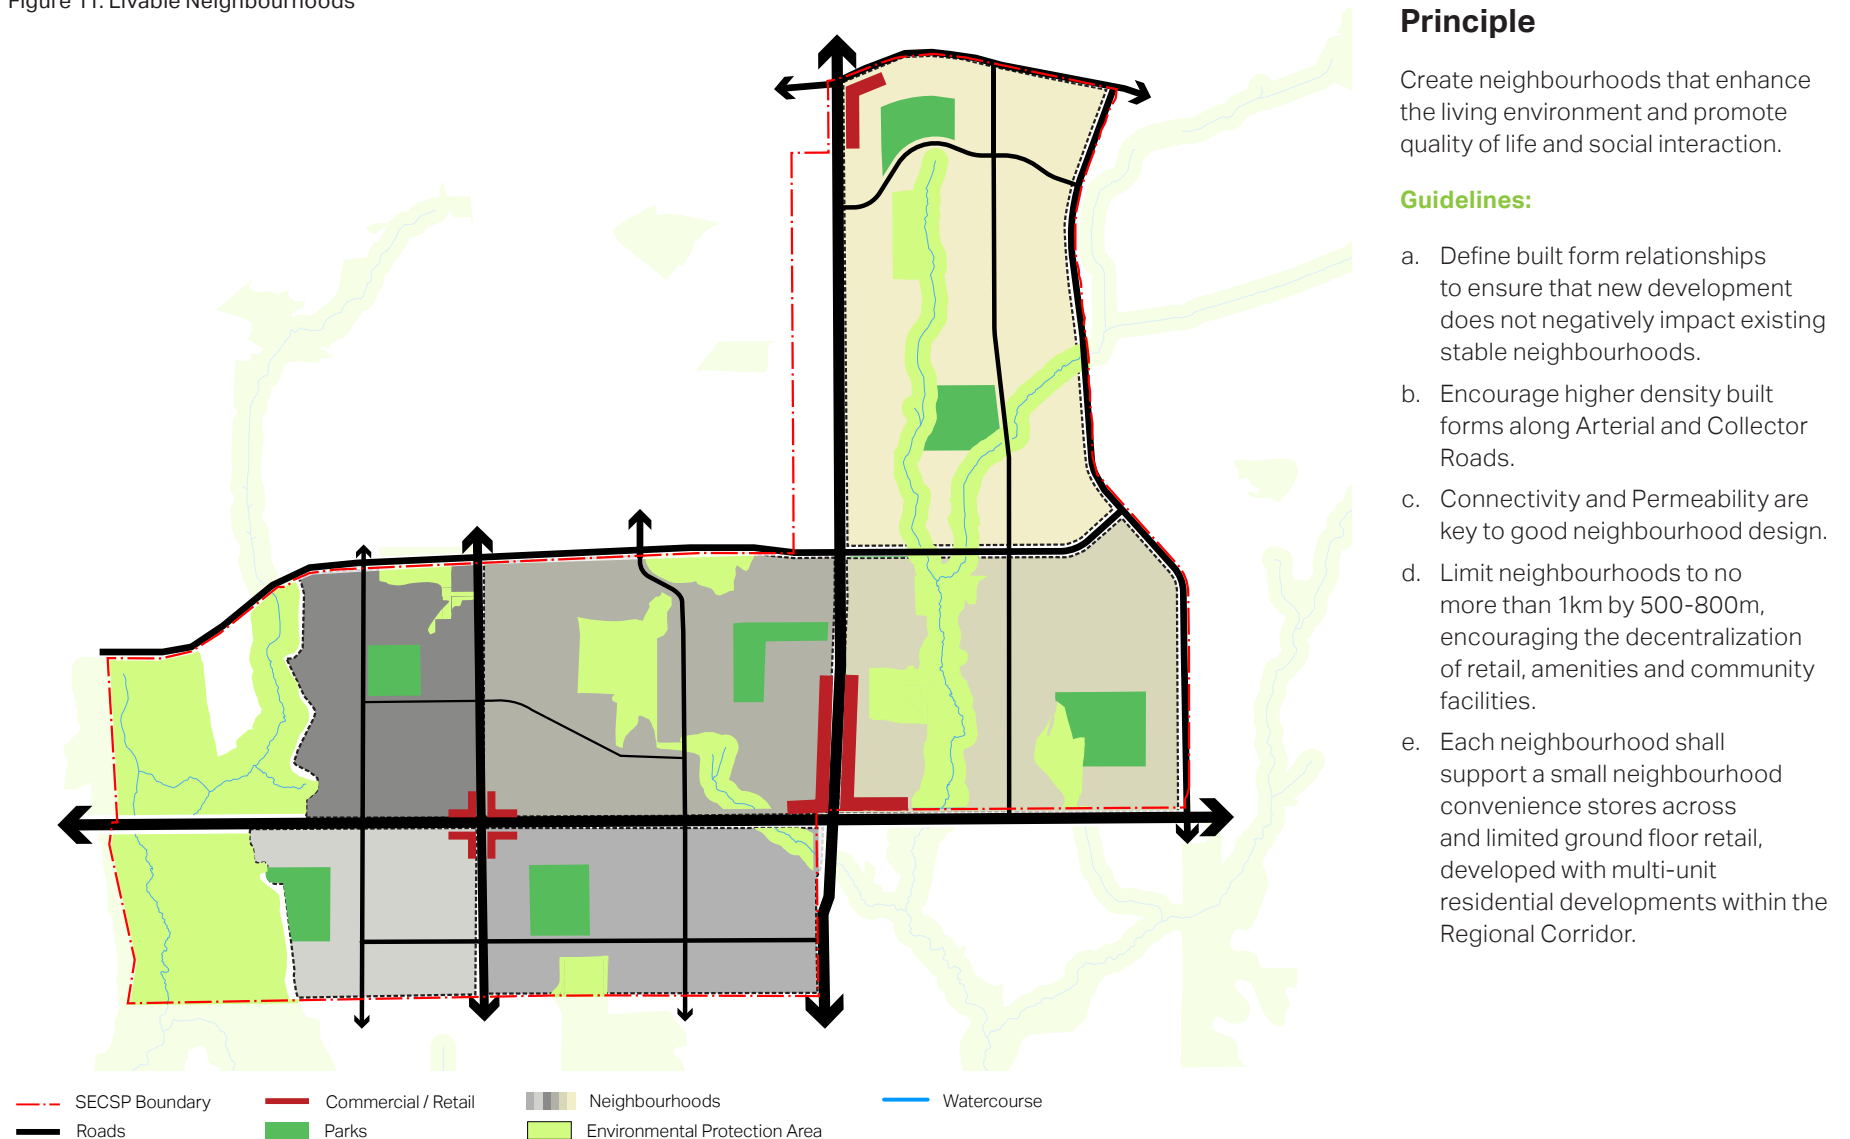 Figure 11: Livable Neighbourhoods
Principle
Create neighbourhoods that enhance
the living environment and promote
quality of life and social interaction.
Guidelines:
a. Define built form relationships
to ensure that new development
does not negatively impact existing
stable neighbourhoods.
b. Encourage higher density built
forms along Arterial and Collector
Roads.
c. Connectivity and Permeability are
key to good neighbourhood design.
d. Limit neighbourhoods to no
more than 1km by 500-800m,
encouraging the decentralization
of retail, amenities and community
facilities.
e. Each neighbourhood shall
support a small neighbourhood
convenience stores across
and limited ground floor retail,
developed with multi-unit
residential developments within the
Regional Corridor.
SECSP Boundary
Commercial / Retail
Neighbourhoods
Watercourse
Roads
Parks
Environmental Protection Area